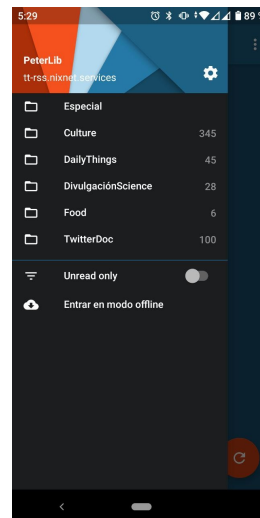 5:29
89
PeterLib
tt-rss.nixnet.services
Especial
Culture 345
DailyThings 45
DivulgaciónScience 28
Food 6
TwitterDoc 100
Unread only
Entrar en modo offline